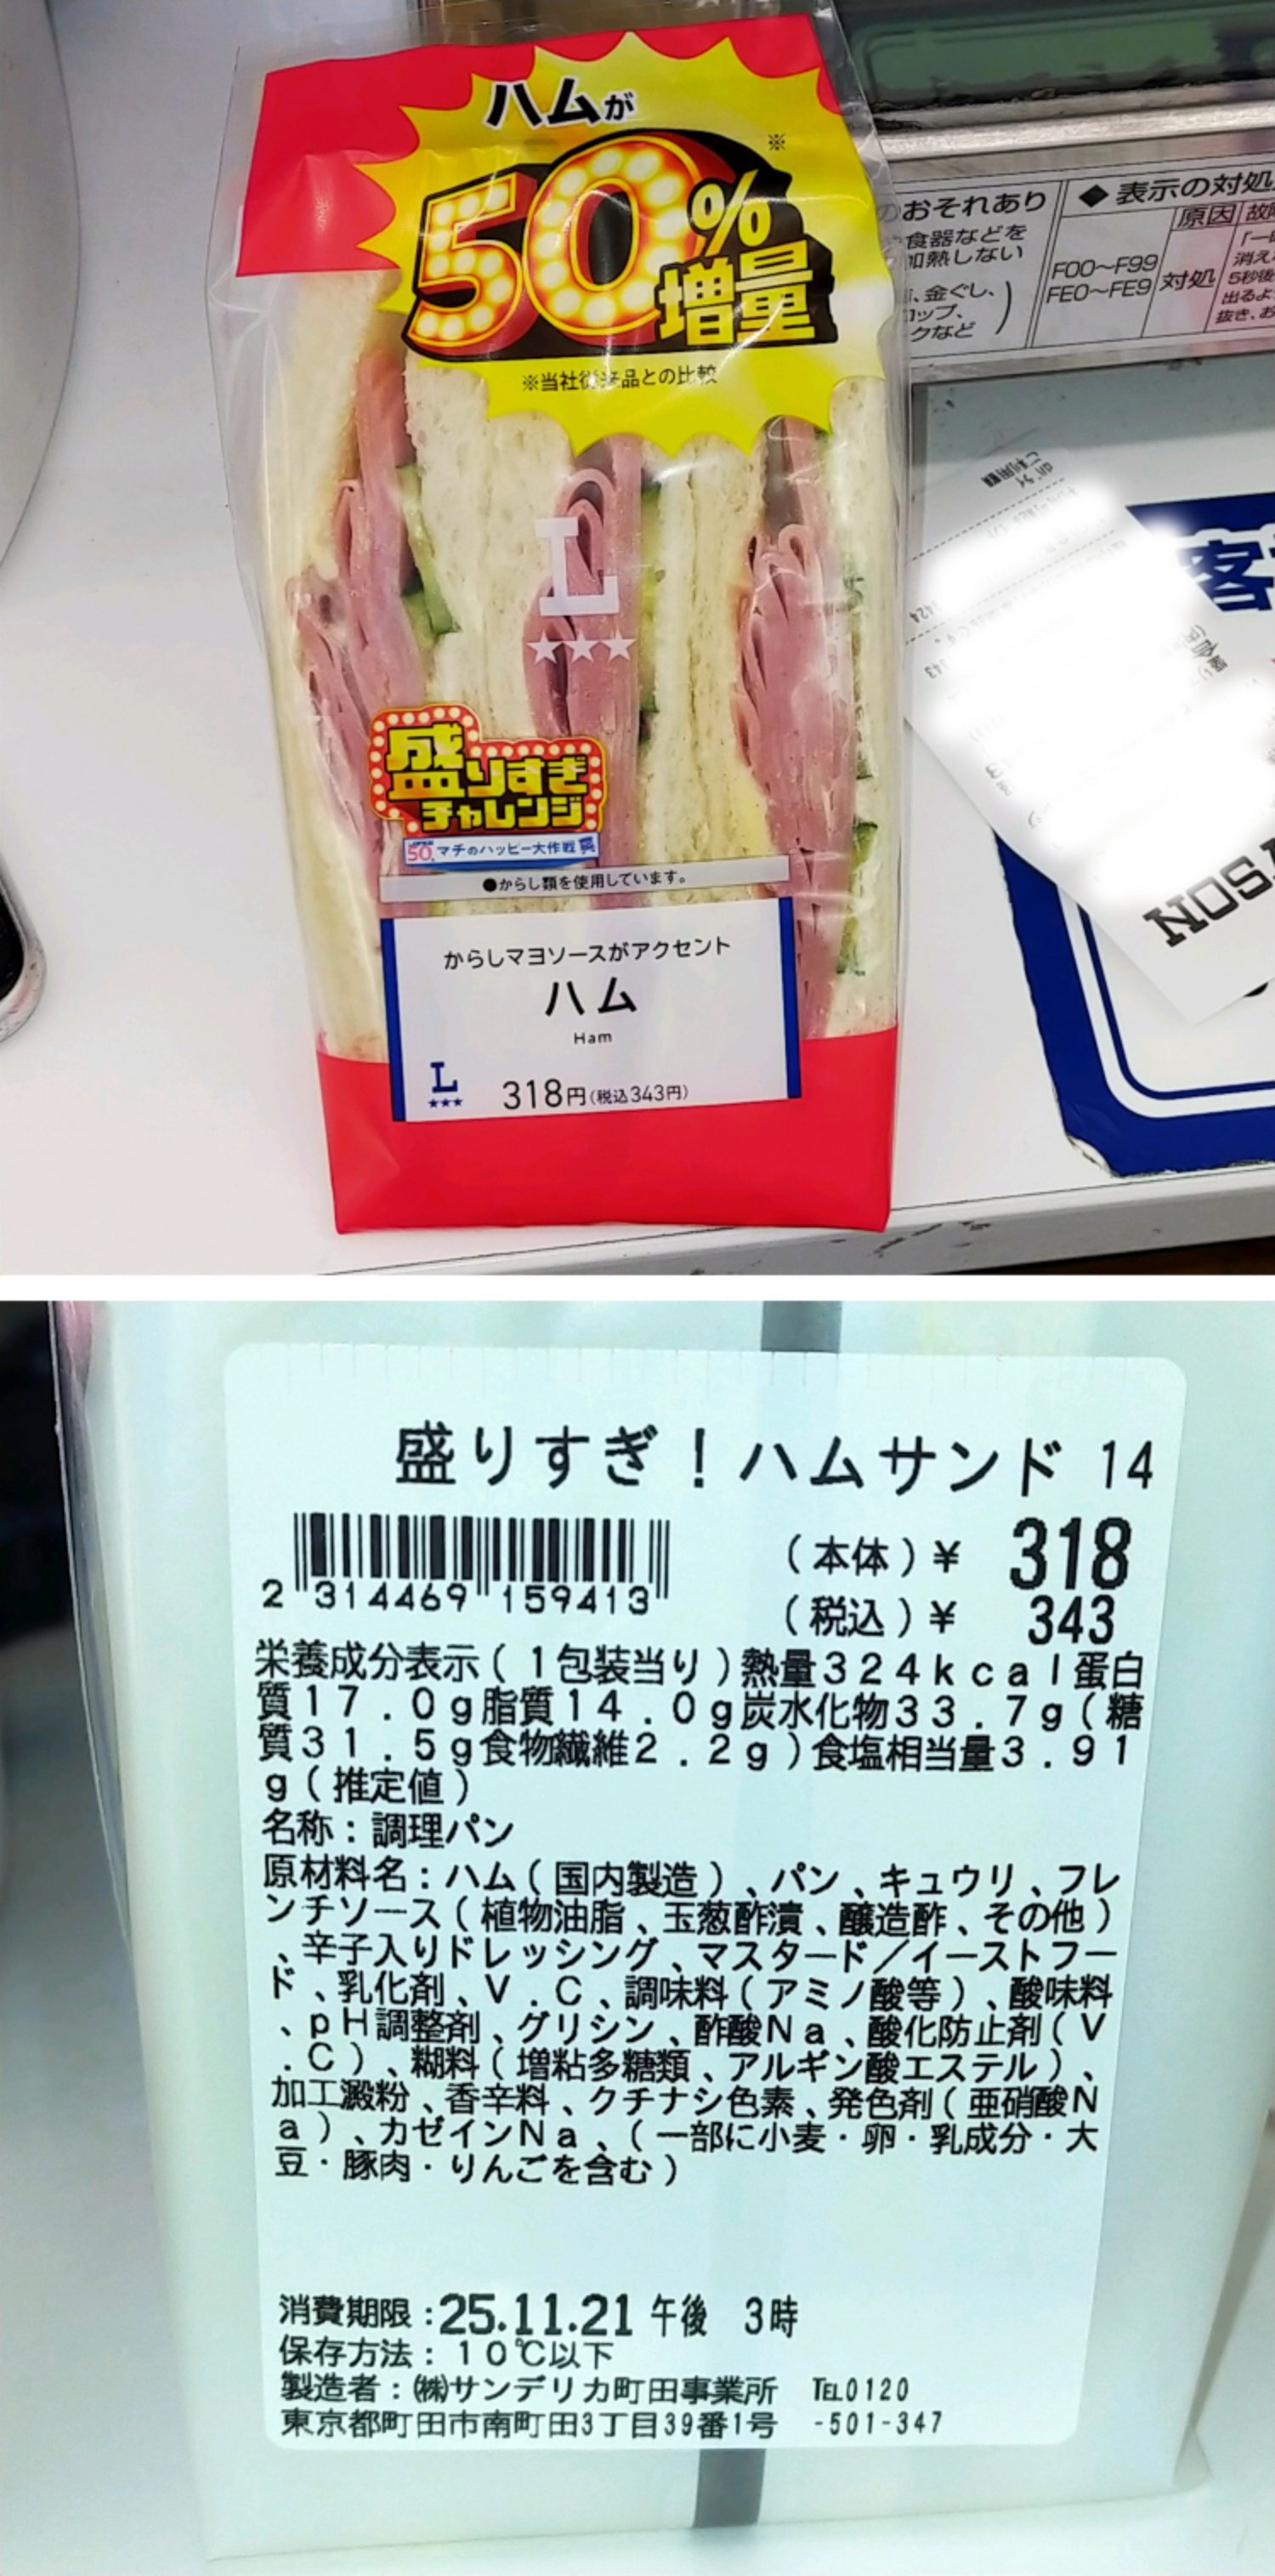 ハムが
50%増量
※
※当社従来品との比較
L
盛りすぎ
チャレンジ
50th マチのハッピー大作戦
●からし類を使用しています。
からしマヨソースがアクセント
ハム
Ham
L
318円(税込343円)
のおそれあり
食器などを
加熱しない
金ぐし、
クなど
◆表示の対処
原因
F00〜F99
FE0〜FE9
対処
「一
消え
5秒後
出るよ
抜き、お
客
盛りすぎ！ハムサンド 14
2 314469 159413
(本体)¥ 318
(税込)¥ 343
栄養成分表示(1包装当り)熱量324kcal蛋白
質17.0g脂質14.0g炭水化物33.7g(糖
質31.5g食物繊維2.2g)食塩相当量3.91
g(推定値)
名称:調理パン
原材料名:ハム(国内製造)、パン、キュウリ、フレ
ンチソース(植物油脂、玉葱酢漬、醸造酢、その他)
、辛子入りドレッシング、マスタード/イーストフー
ド、乳化剤、V.C、調味料(アミノ酸等)、酸味料
、pH調整剤、グリシン、酢酸Na、酸化防止剤(V
.C)、糊料(増粘多糖類、アルギン酸エステル)、
加工澱粉、香辛料、クチナシ色素、発色剤(亜硝酸N
a)、カゼインNa、(一部に小麦・卵・乳成分・大
豆・豚肉・りんごを含む)
消費期限:25.11.21午後 3時
保存方法:10℃以下
製造者:㈱サンデリカ町田事業所 TEL0120
東京都町田市南町田3丁目39番1号 -501-347